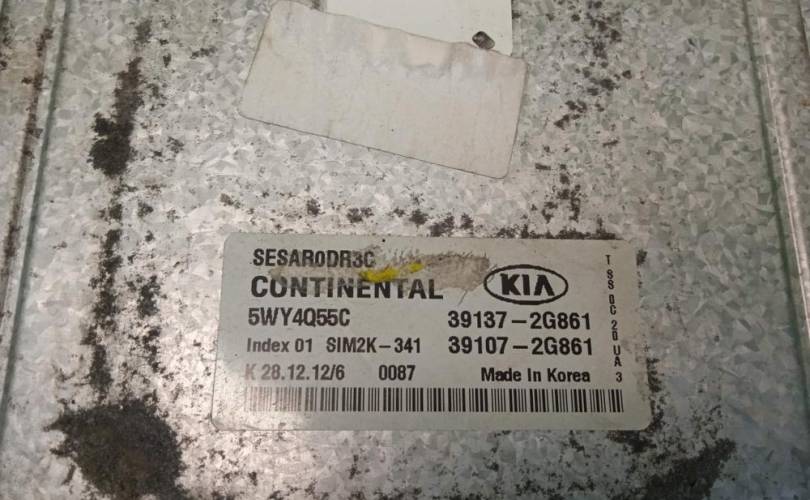 SESAR0DR3C
CONTINENTAL KIA
5WY4Q55C 39137-2G861
Index 01 SIM2K-341 39107-2G861
K 28.12.12/6 0087 Made In Korea